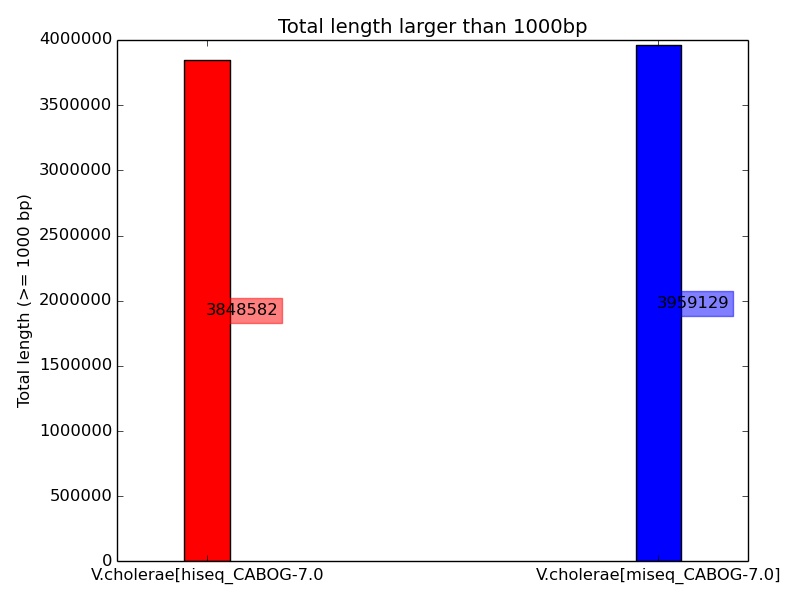 Total length larger than 1000bp
Total length (>= 1000 bp)
4000000
3500000
3000000
2500000
2000000
1500000
1000000
500000
0
3848582
3959129
V.cholerae[hiseq_CABOG-7.0
V.cholerae[miseq_CABOG-7.0]